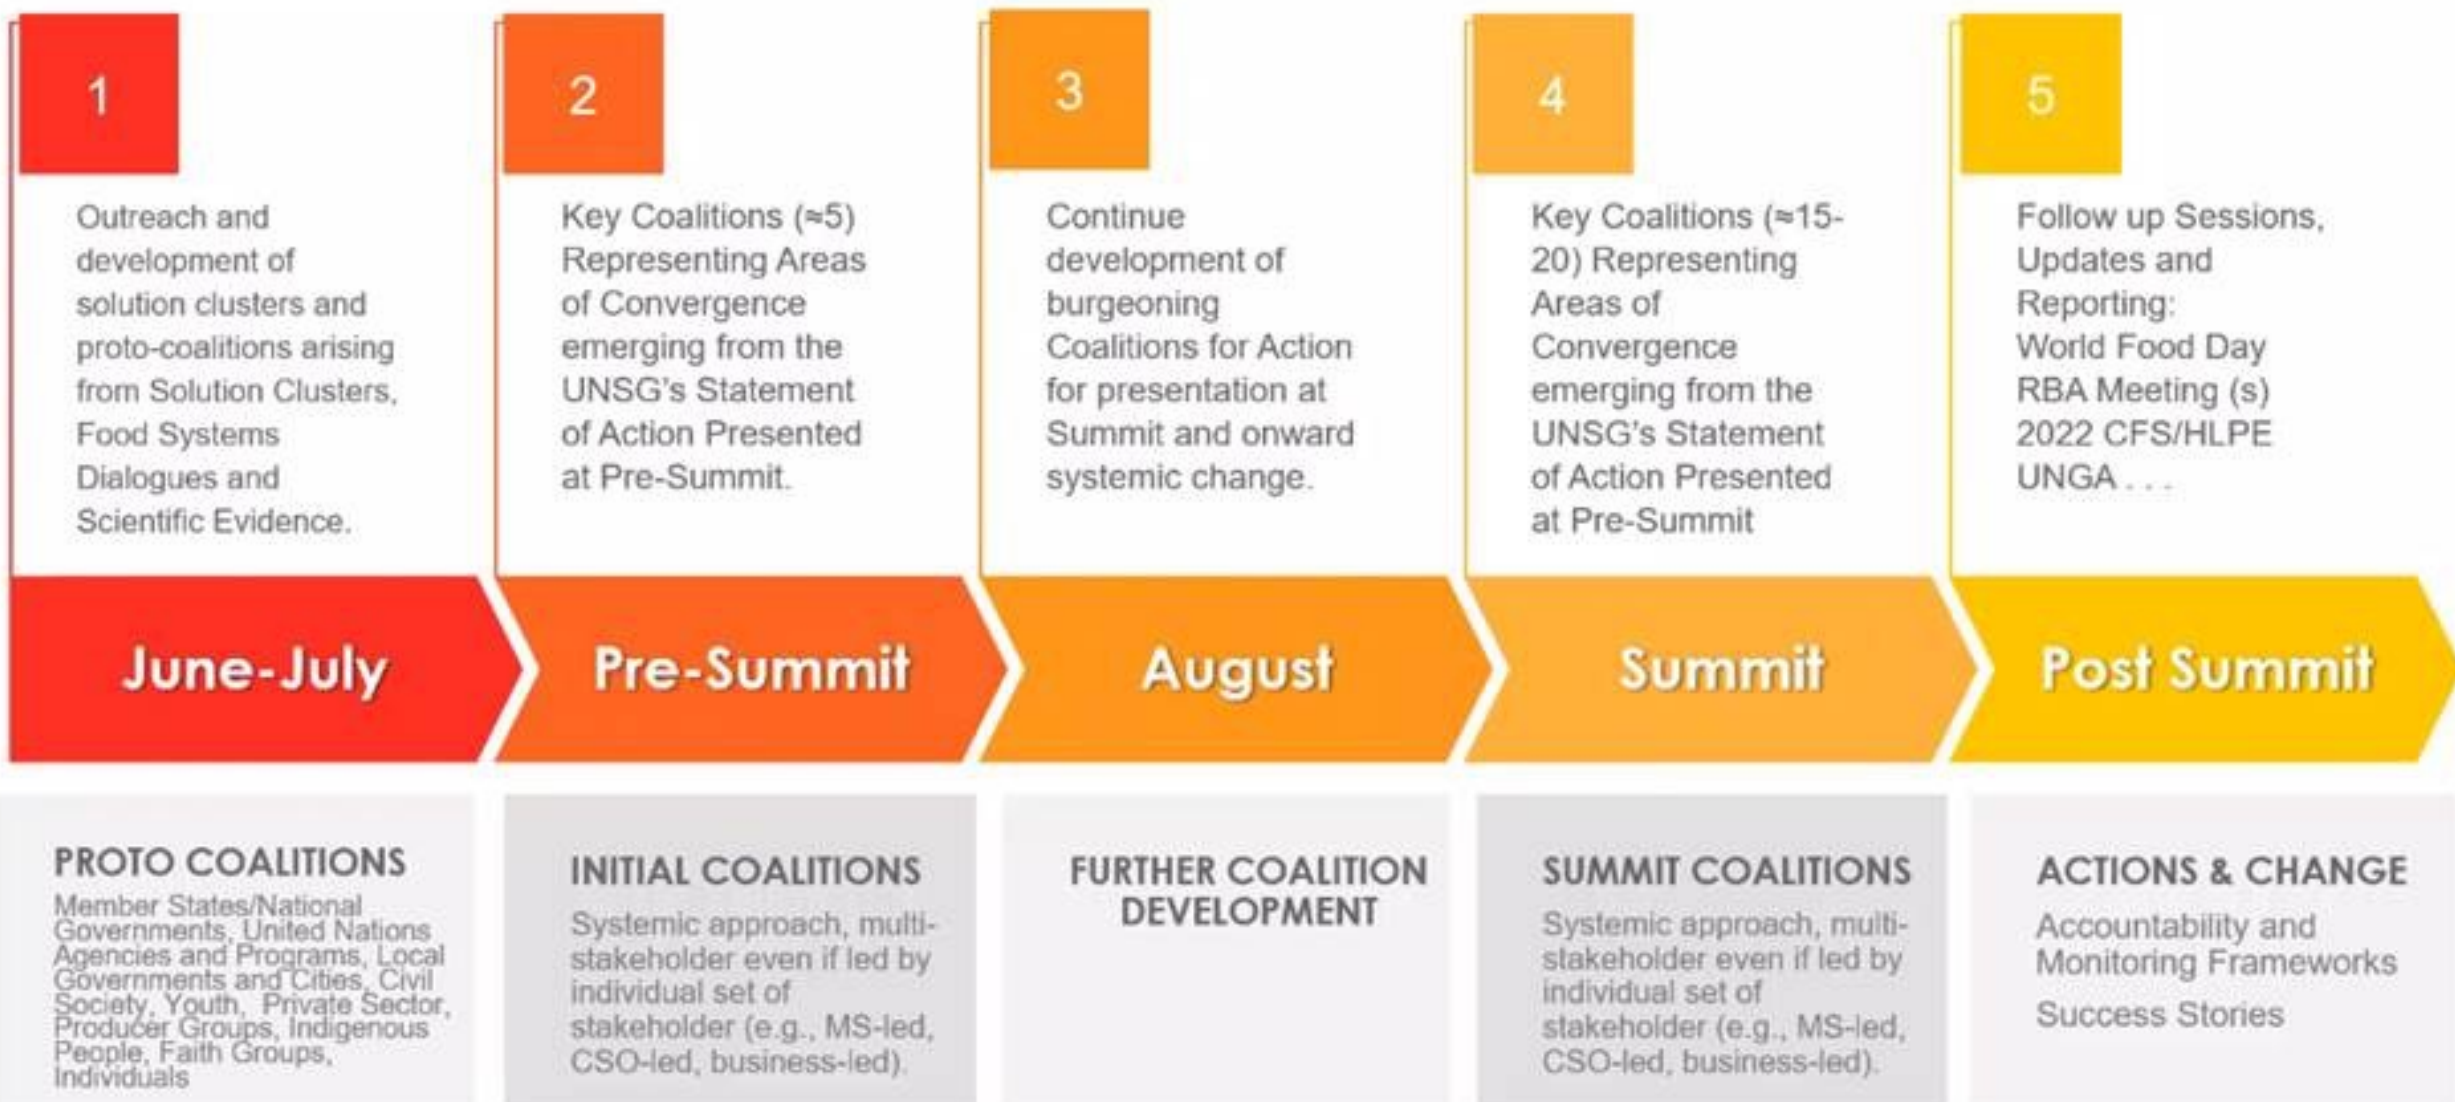 1
Outreach and
development of
solution clusters and
proto-coalitions arising
from Solution Clusters,
Food Systems
Dialogues and
Scientific Evidence.
June-July
PROTO COALITIONS
Member States/National
Governments, United Nations
Agencies and Programs, Local
Governments and Cities, Civil
Society, Youth, Private Sector,
Producer Groups, Indigenous
People, Faith Groups,
Individuals
2
Key Coalitions (≈5)
Representing Areas
of Convergence
emerging from the
UNSG's Statement
of Action Presented
at Pre-Summit.
Pre-Summit
INITIAL COALITIONS
Systemic approach, multi-
stakeholder even if led by
individual set of
stakeholder (e.g., MS-led,
CSO-led, business-led).
3
Continue
development of
burgeoning
Coalitions for Action
for presentation at
Summit and onward
systemic change.
August
FURTHER COALITION
DEVELOPMENT
4
Key Coalitions (≈15-
20) Representing
Areas of
Convergence
emerging from the
UNSG's Statement
of Action Presented
at Pre-Summit
Summit
SUMMIT COALITIONS
Systemic approach, multi-
stakeholder even if led by
individual set of
stakeholder (e.g., MS-led,
CSO-led, business-led).
5
Follow up Sessions,
Updates and
Reporting:
World Food Day
RBA Meeting (s)
2022 CFS/HLPE
UNGA . . .
Post Summit
ACTIONS & CHANGE
Accountability and
Monitoring Frameworks
Success Stories